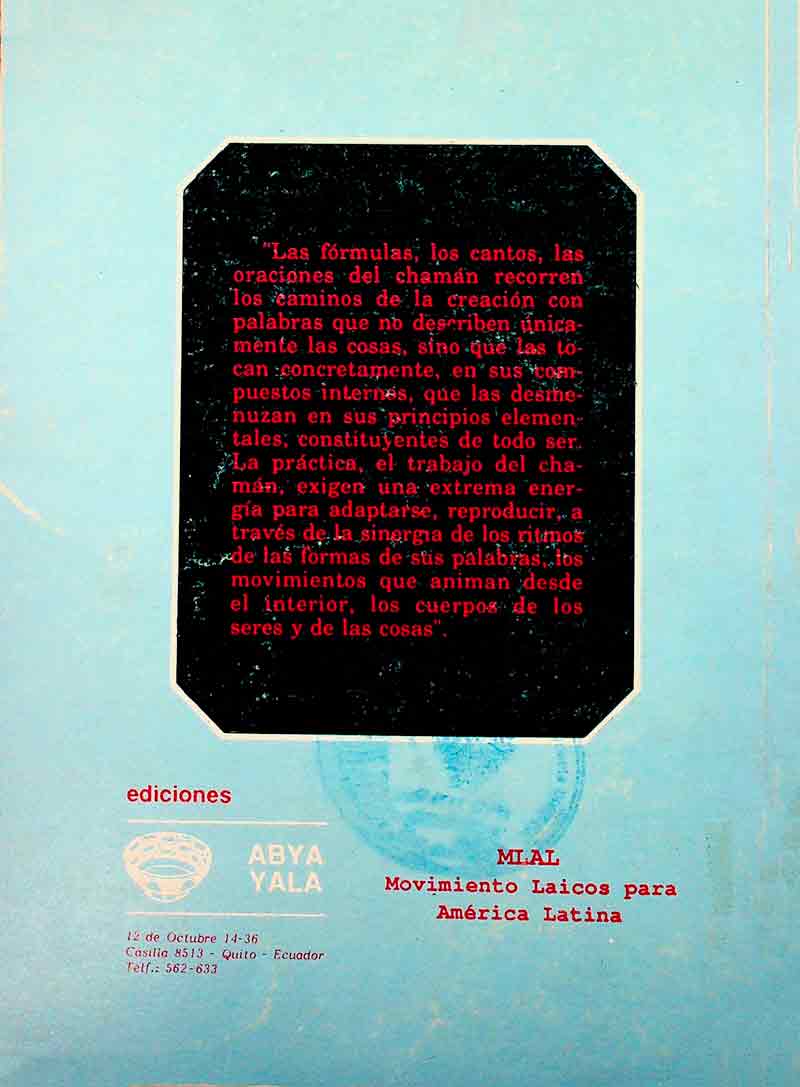 "Las fórmulas, los cantos, las
oraciones del chamán recorren
los caminos de la creación con
palabras que no describen única-
mente las cosas, sino que las to-
can concretamente, en sus com-
puestos internos, que las desme-
nuzan en sus principios elemen-
tales, constituyentes de todo ser.
La práctica, el trabajo del cha-
mán, exigen una extrema ener-
gía para adaptarse, reproducir, a
través de la sinergia de los ritmos
de las formas de sus palabras, los
movimientos que animan desde
el interior, los cuerpos de los
seres y de las cosas".
ediciones
ABYA
YALA
12 de Octubre 14-36
Casilla 8513 - Quito - Ecuador
Telf.: 562-633
MLAL
Movimiento Laicos para
América Latina